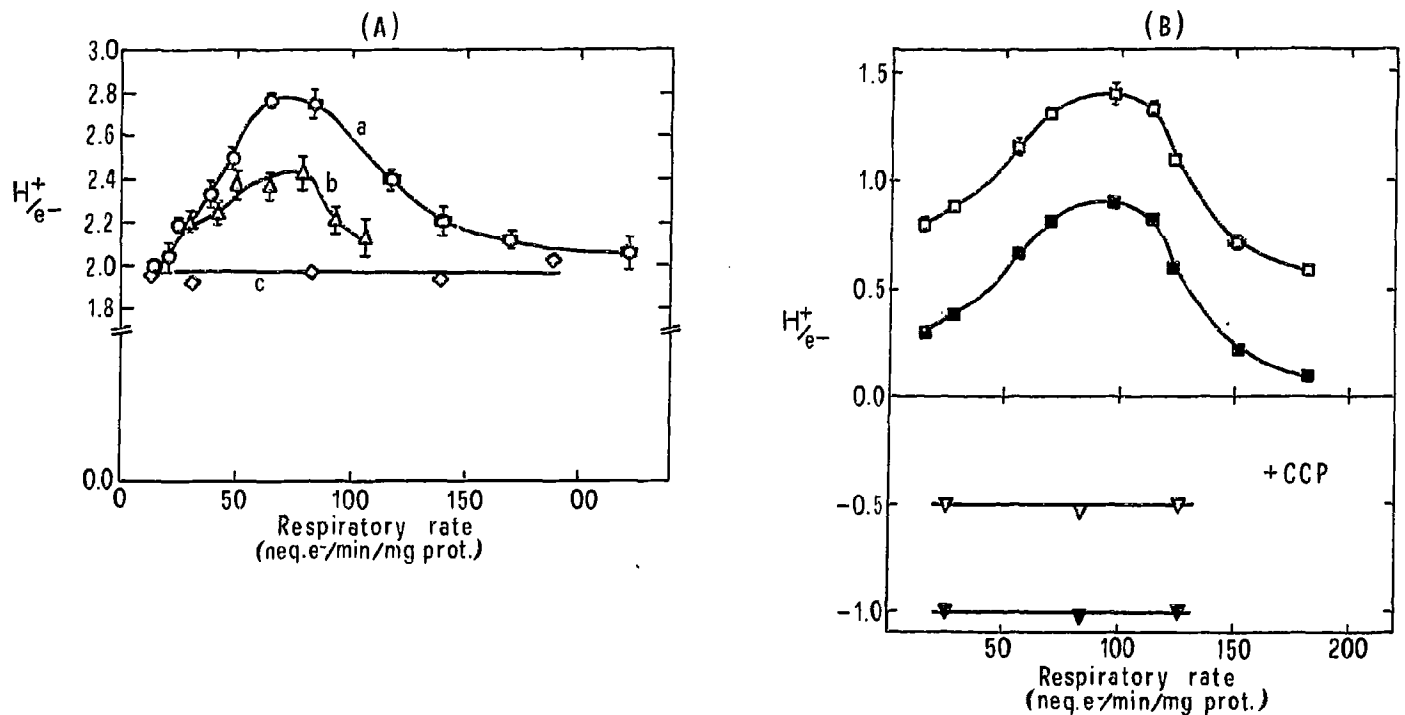 (A)
3.0
2.8
2.6
2.4
2.2
2.0
1.8
0.0
H+/e-
a
b
c
0 50 100 150 00
Respiratory rate
(neq.e-/min/mg prot.)
(B)
1.5
1.0
0.5
0.0
-0.5
-1.0
H+/e-
+CCP
50 100 150 200
Respiratory rate
(neq.e-/min/mg prot.)